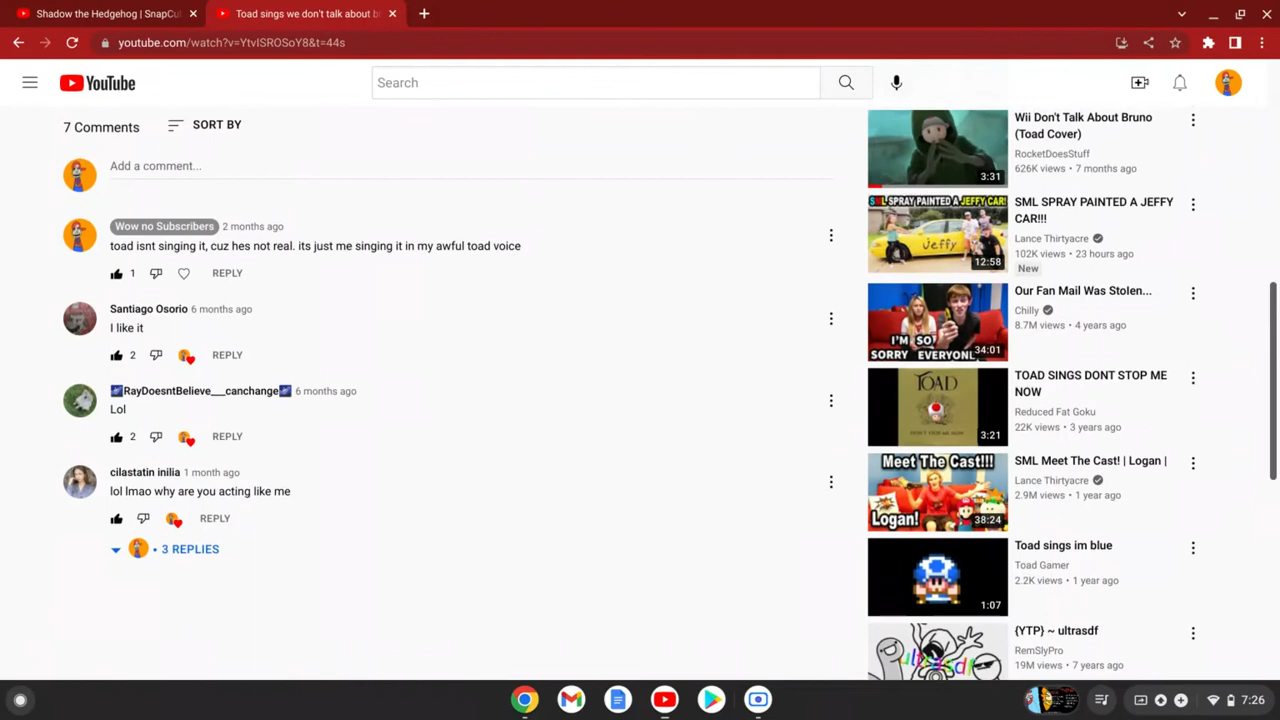 Shadow the Hedgehog | SnapCu
Toad sings we don't talk about b
youtube.com/watch?v=YtvISROSoY8&t=44s
YouTube
Search
7 Comments
SORT BY
Add a comment...
Wow no Subscribers 2 months ago
toad isnt singing it, cuz hes not real. its just me singing it in my awful toad voice
1 REPLY
Santiago Osorio 6 months ago
I like it
2 REPLY
🌌RayDoesntBelieve__canchange🌌 6 months ago
Lol
2 REPLY
cilastatin inilia 1 month ago
lol lmao why are you acting like me
REPLY
• 3 REPLIES
3:31
Wii Don't Talk About Bruno
(Toad Cover)
RocketDoesStuff
626K views • 7 months ago
SML SPRAY PAINTED A JEFFY CAR!!!
Jeffy
12:58
SML SPRAY PAINTED A JEFFY
CAR!!!
Lance Thirtyacre
102K views • 23 hours ago
New
I'M SO
SORRY EVERYONE
34:01
Our Fan Mail Was Stolen...
Chilly
8.7M views • 4 years ago
TOAD
DON'T STOP ME NOW
3:21
TOAD SINGS DONT STOP ME
NOW
Reduced Fat Goku
22K views • 3 years ago
Meet The Cast!!!
Logan!
38:24
SML Meet The Cast! | Logan |
Lance Thirtyacre
2.9M views • 1 year ago
1:07
Toad sings im blue
Toad Gamer
2.2K views • 1 year ago
ultrasdf
{YTP} ~ ultrasdf
RemSlyPro
19M views • 7 years ago
7:26